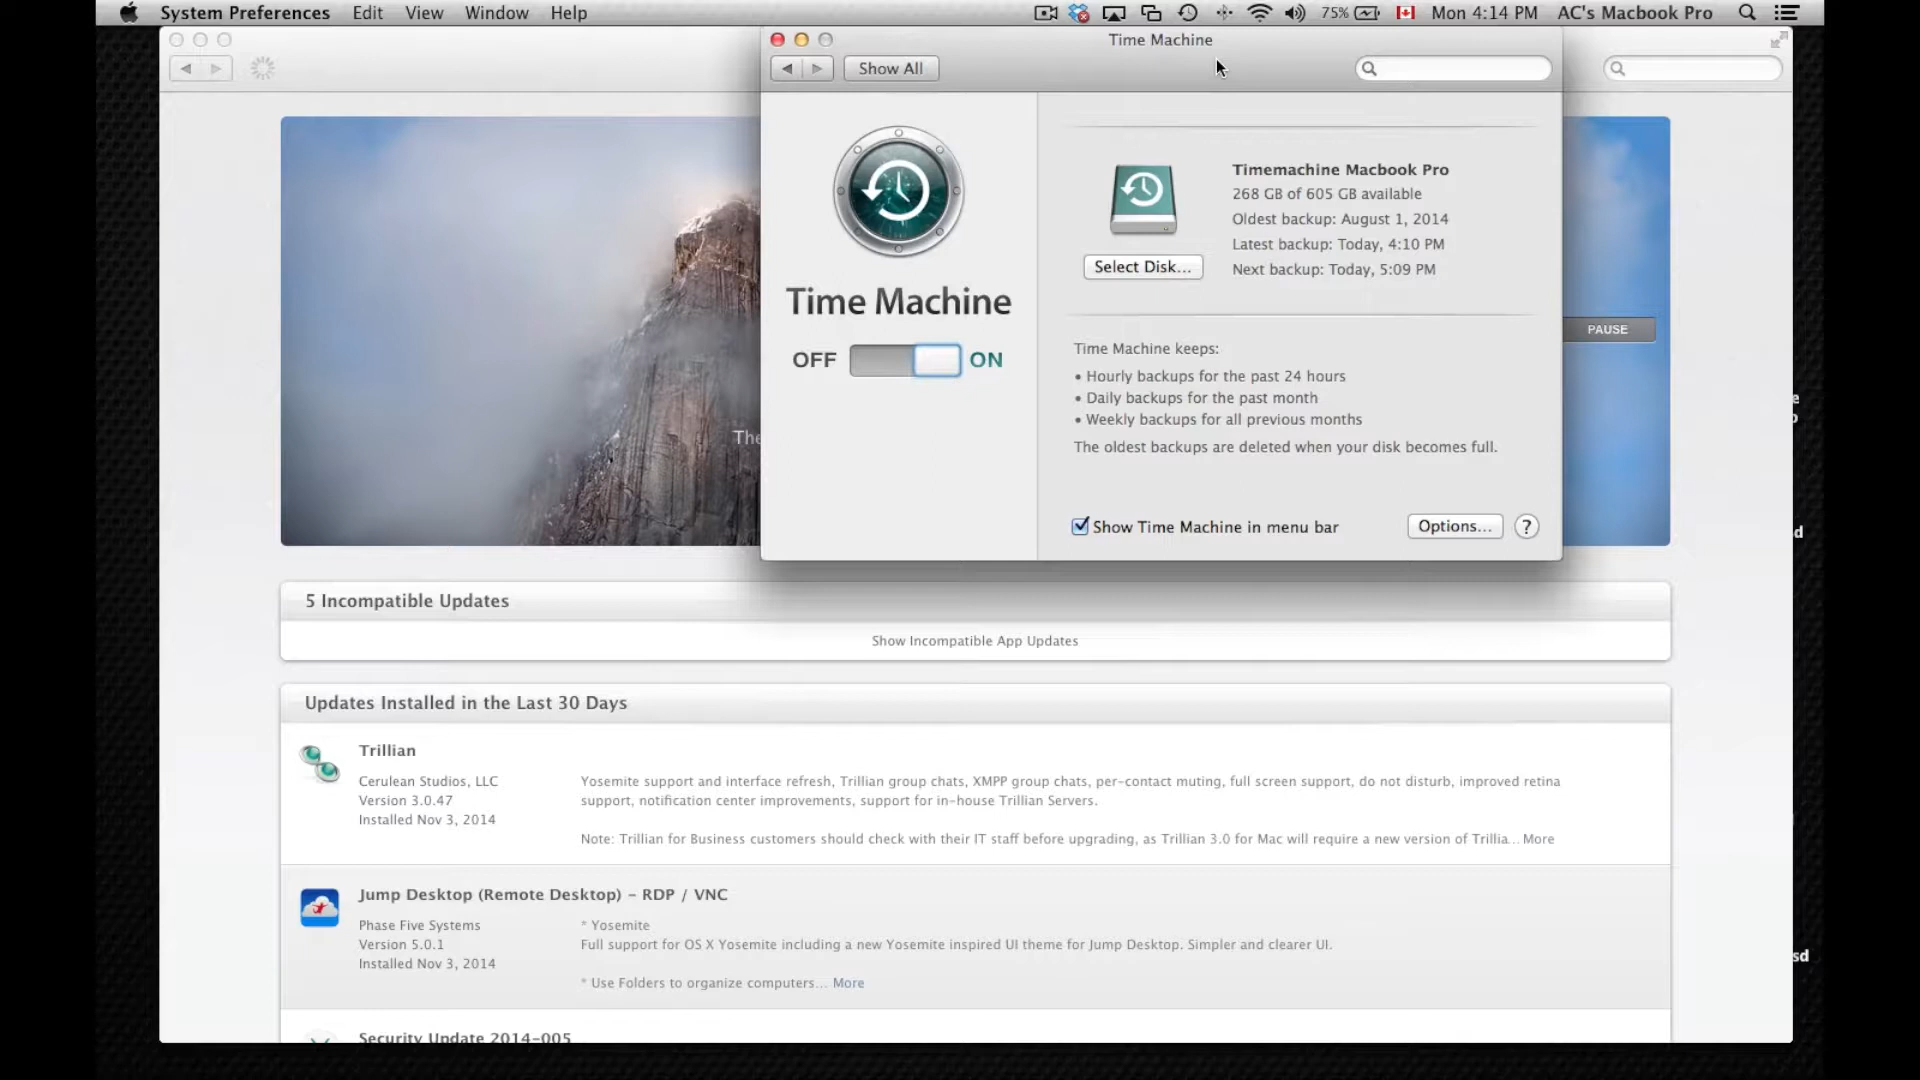 System Preferences Edit View Window Help 75% Mon 4:14 PM AC's Macbook Pro
Time Machine
Show All
Timemachine Macbook Pro
268 GB of 605 GB available
Oldest backup: August 1, 2014
Latest backup: Today, 4:10 PM
Select Disk...
Next backup: Today, 5:09 PM
Time Machine
OFF ON
PAUSE
Time Machine keeps:
• Hourly backups for the past 24 hours
• Daily backups for the past month
• Weekly backups for all previous months
The oldest backups are deleted when your disk becomes full.
Show Time Machine in menu bar Options... ?
5 Incompatible Updates
Show Incompatible App Updates
Updates Installed in the Last 30 Days
Trillian
Cerulean Studios, LLC
Version 3.0.47
Installed Nov 3, 2014
Yosemite support and interface refresh, Trillian group chats, XMPP group chats, per-contact muting, full screen support, do not disturb, improved retina
support, notification center improvements, support for in-house Trillian Servers.
Note: Trillian for Business customers should check with their IT staff before upgrading, as Trillian 3.0 for Mac will require a new version of Trillia... More
Jump Desktop (Remote Desktop) - RDP / VNC
Phase Five Systems
Version 5.0.1
Installed Nov 3, 2014
* Yosemite
Full support for OS X Yosemite including a new Yosemite inspired UI theme for Jump Desktop. Simpler and clearer UI.
* Use Folders to organize computers... More
Security Update 2014-005